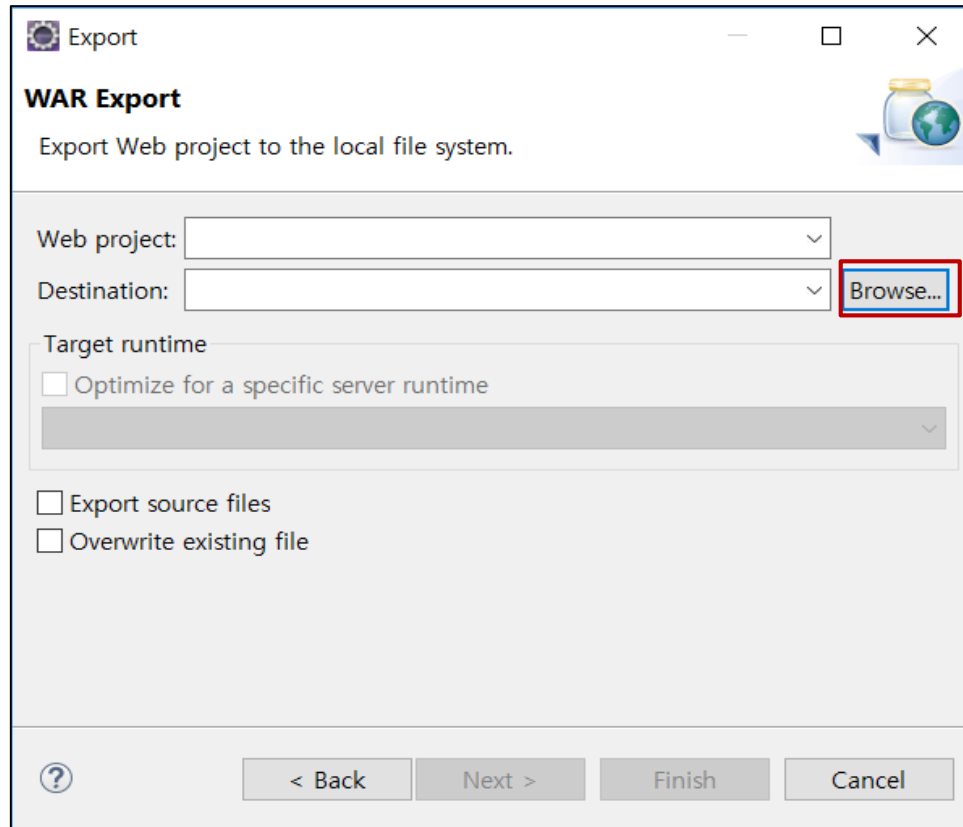 Export
WAR Export
Export Web project to the local file system.
Web project:
Destination:
Browse...
Target runtime
Optimize for a specific server runtime
Export source files
Overwrite existing file
?
< Back
Next >
Finish
Cancel